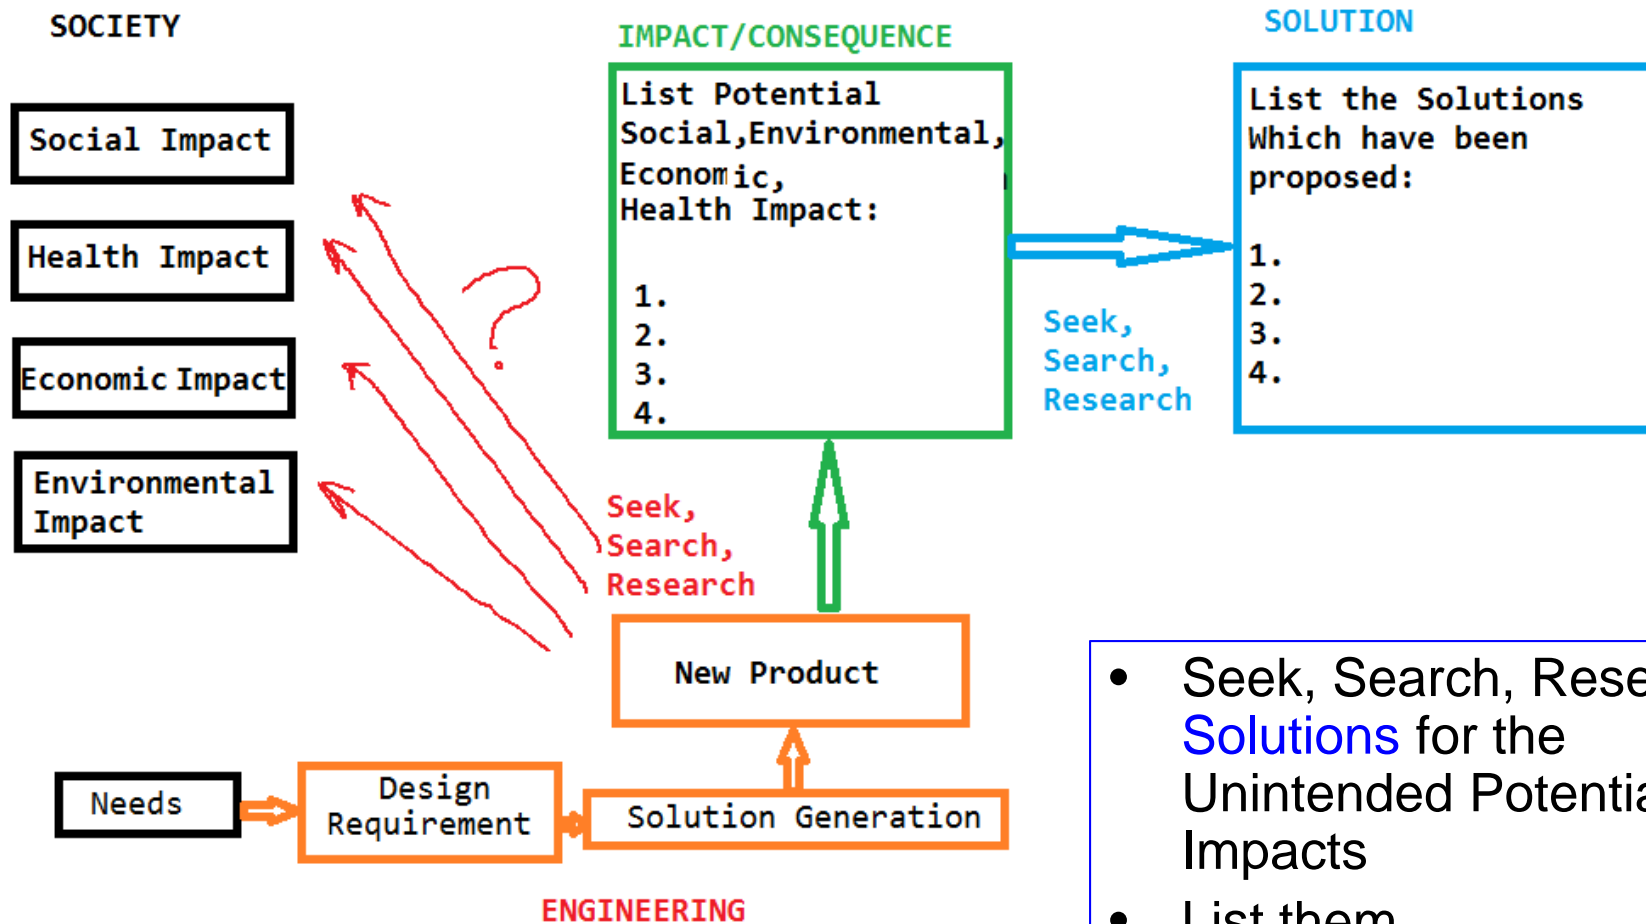 SOCIETY
Social Impact
Health Impact
Economic Impact
Environmental
Impact
?
Seek,
Search,
Research
IMPACT/CONSEQUENCE
List Potential
Social,Environmental,
Economic,
Health Impact:
1.
2.
3.
4.
Seek,
Search,
Research
SOLUTION
List the Solutions
Which have been
proposed:
1.
2.
3.
4.
New Product
Needs
Design
Requirement
Solution Generation
ENGINEERING
• Seek, Search, Rese
Solutions for the
Unintended Potentia
Impacts
• List them